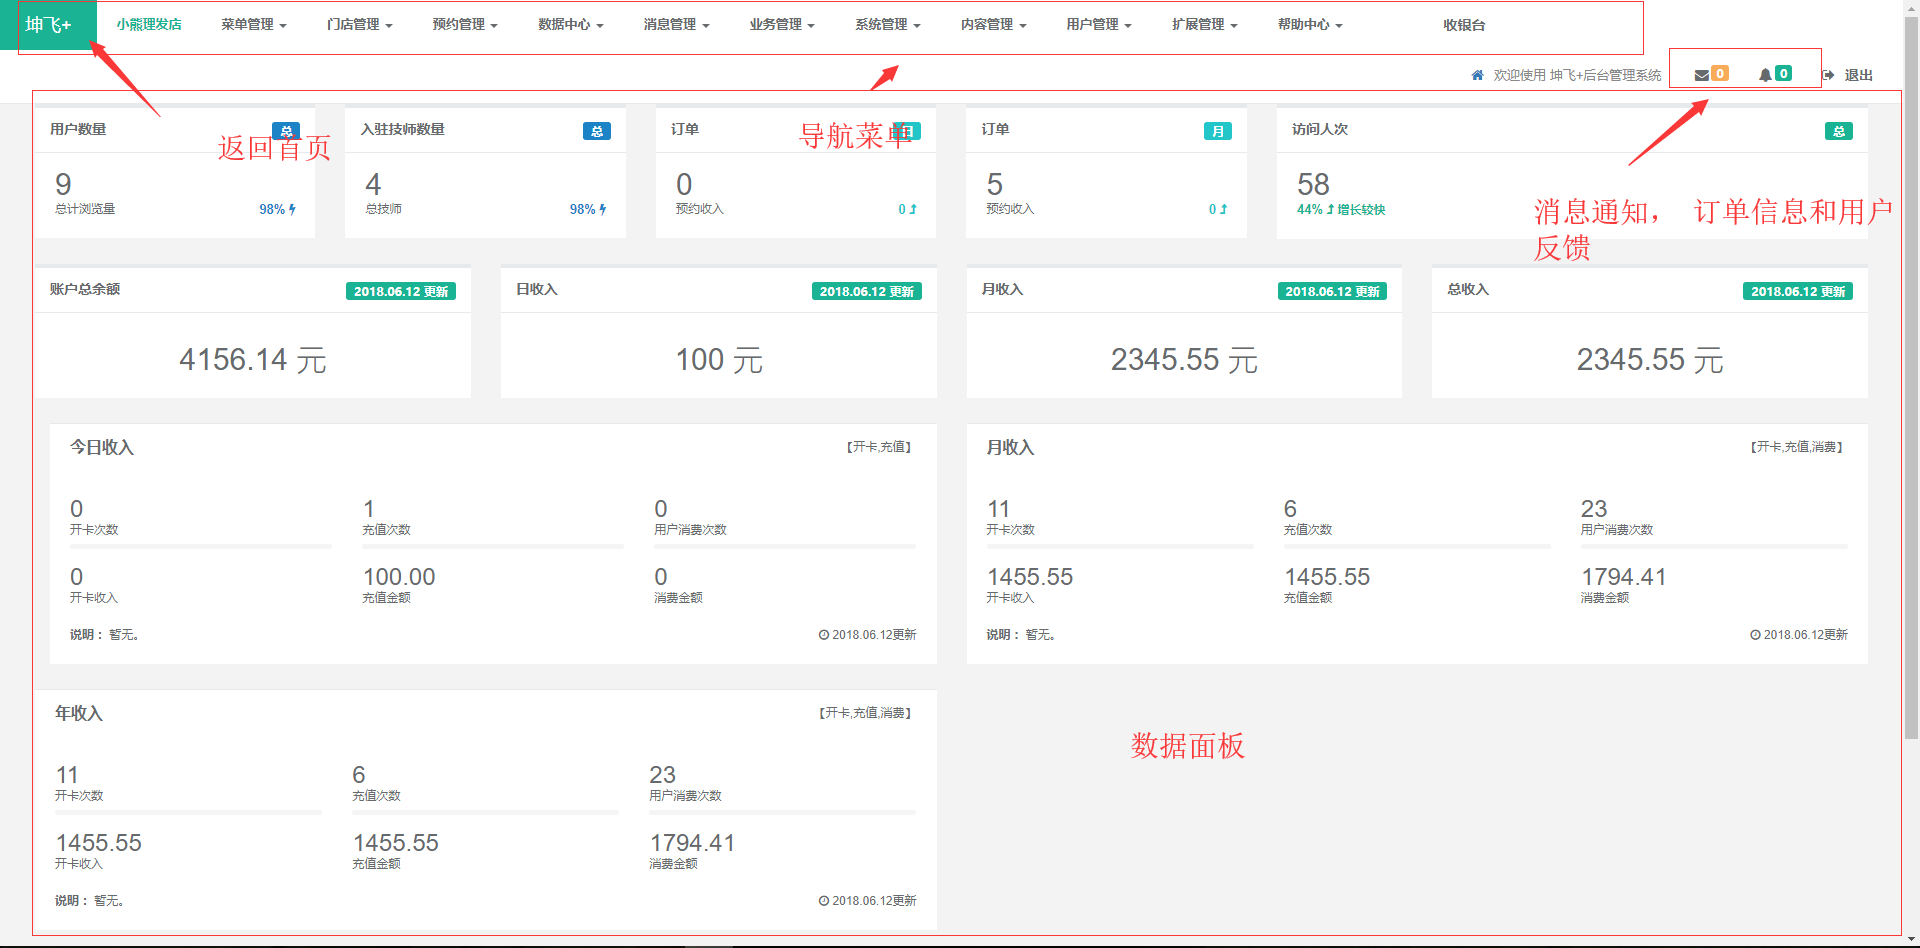 坤飞+ 小熊理发店 菜单管理 门店管理 预约管理 数据中心 消息管理 业务管理 系统管理 内容管理 用户管理 扩展管理 帮助中心 收银台
欢迎使用 坤飞+后台管理系统 0 0 退出
用户数量 总 入驻技师数量 总 订单 订单 月 访问人次 总
返回首页 导航菜单
9 4 0 5 58
总计浏览量 98% 总技师 98% 预约收入 0 预约收入 0 44% 增长较快
消息通知， 订单信息和用户
反馈
账户总余额 2018.06.12 更新 日收入 2018.06.12 更新 月收入 2018.06.12 更新 总收入 2018.06.12 更新
4156.14 元 100 元 2345.55 元 2345.55 元
今日收入 【开卡,充值】 月收入 【开卡,充值,消费】
0 1 0 11 6 23
开卡次数 充值次数 用户消费次数 开卡次数 充值次数 用户消费次数
0 100.00 0 1455.55 1455.55 1794.41
开卡收入 充值金额 消费金额 开卡收入 充值金额 消费金额
说明： 暂无。 2018.06.12更新 说明： 暂无。 2018.06.12更新
年收入 【开卡,充值,消费】
数据面板
11 6 23
开卡次数 充值次数 用户消费次数
1455.55 1455.55 1794.41
开卡收入 充值金额 消费金额
说明： 暂无。 2018.06.12更新